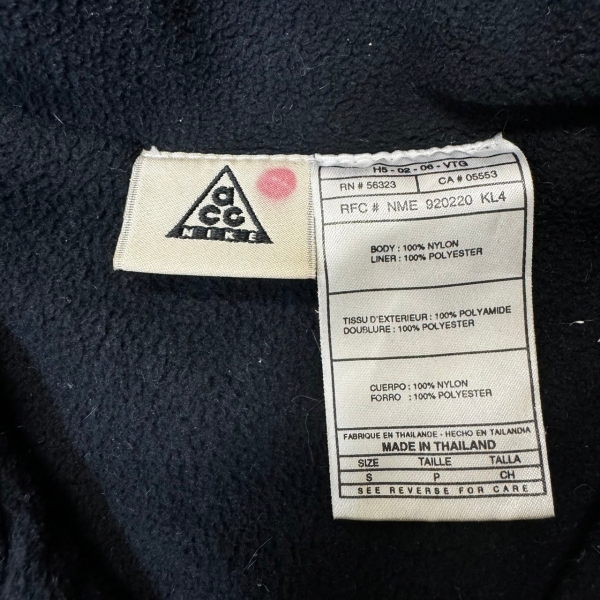 acc
NIKE
H5 - 02 - 06 - VTG
RN # 56323 CA # 05553
RFC # NME 920220 KL4
BODY : 100% NYLON
LINER : 100% POLYESTER
TISSU D'EXTERIEUR : 100% POLYAMIDE
DOUBLURE : 100% POLYESTER
CUERPO : 100% NYLON
FORRO : 100% POLYESTER
FABRIQUE EN THAILANDE - HECHO EN TAILANDIA
MADE IN THAILAND
SIZE TAILLE TALLA
S P CH
SEE REVERSE FOR CARE